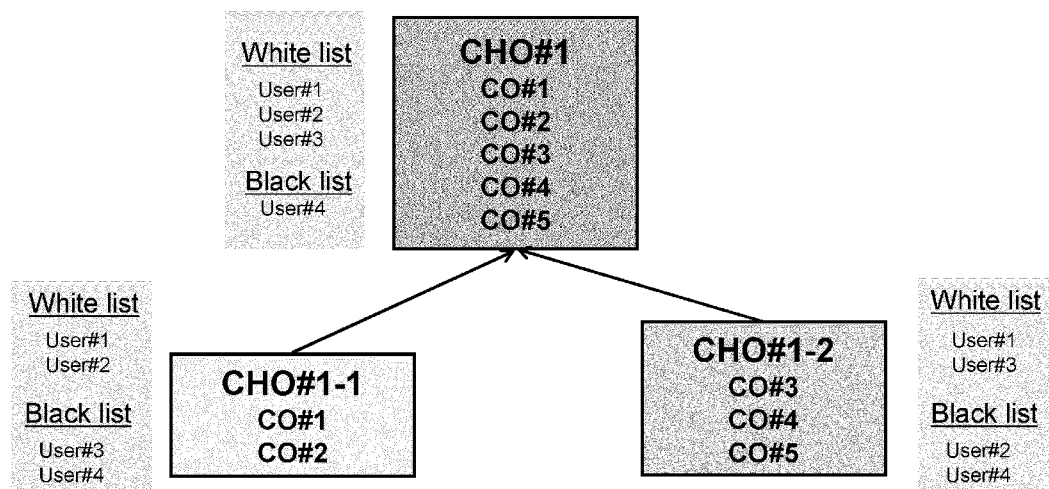 White list
User#1
User#2
User#3
Black list
User#4
CHO#1
CO#1
CO#2
CO#3
CO#4
CO#5
White list
User#1
User#2
Black list
User#3
User#4
CHO#1-1
CO#1
CO#2
CHO#1-2
CO#3
CO#4
CO#5
White list
User#1
User#3
Black list
User#2
User#4